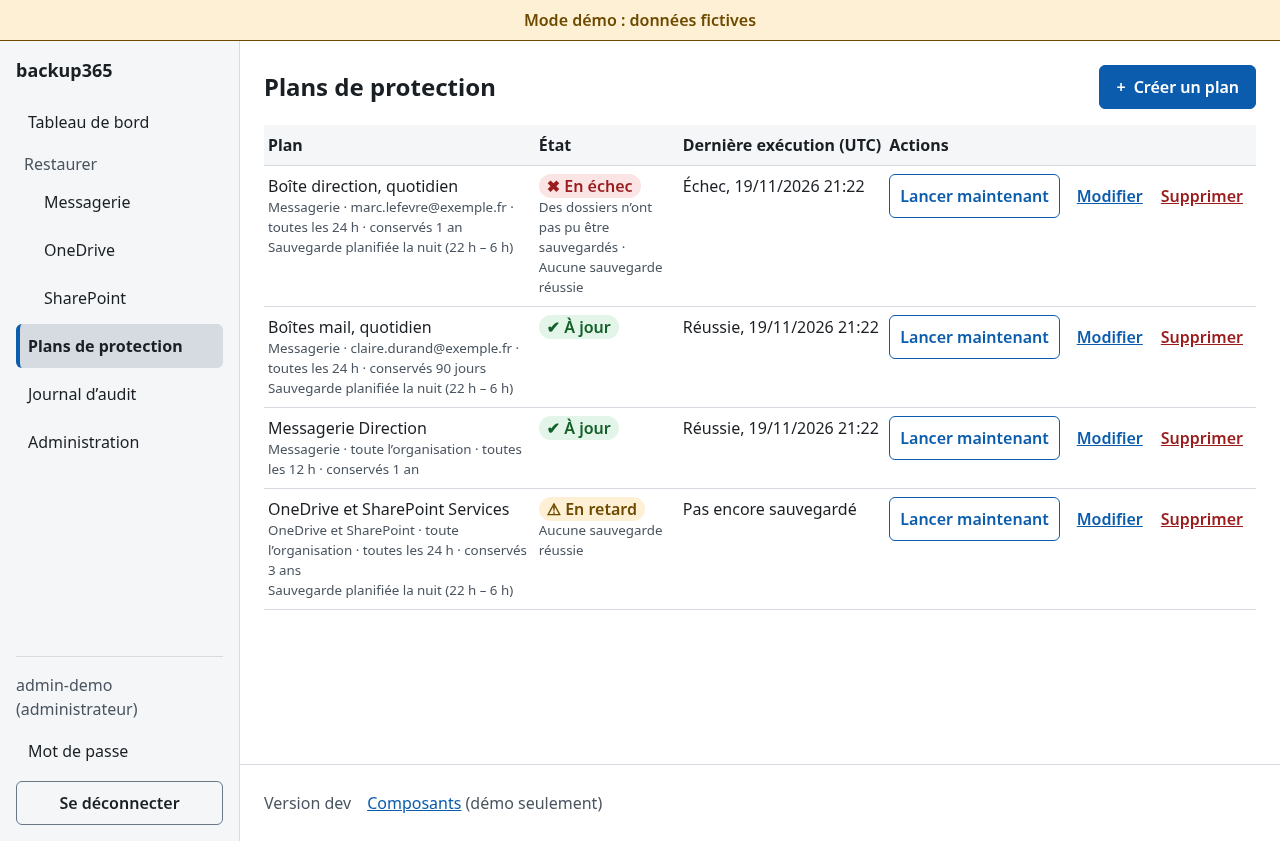 Mode démo : données fictives
backup365
Tableau de bord
Restaurer
Messagerie
OneDrive
SharePoint
Plans de protection
Journal d’audit
Administration
admin-demo
(administrateur)
Mot de passe
Se déconnecter
Plans de protection
+ Créer un plan
Plan État Dernière exécution (UTC) Actions
Boîte direction, quotidien
Messagerie · marc.lefevre@exemple.fr ·
toutes les 24 h · conservés 1 an
Sauvegarde planifiée la nuit (22 h – 6 h)
✖ En échec
Des dossiers n’ont
pas pu être
sauvegardés ·
Aucune sauvegarde
réussie
Échec, 19/11/2026 21:22
Lancer maintenant Modifier Supprimer
Boîtes mail, quotidien
Messagerie · claire.durand@exemple.fr ·
toutes les 24 h · conservés 90 jours
Sauvegarde planifiée la nuit (22 h – 6 h)
✔ À jour
Réussie, 19/11/2026 21:22
Lancer maintenant Modifier Supprimer
Messagerie Direction
Messagerie · toute l’organisation · toutes
les 12 h · conservés 1 an
✔ À jour
Réussie, 19/11/2026 21:22
Lancer maintenant Modifier Supprimer
OneDrive et SharePoint Services
OneDrive et SharePoint · toute
l’organisation · toutes les 24 h · conservés
3 ans
Sauvegarde planifiée la nuit (22 h – 6 h)
⚠ En retard
Aucune sauvegarde
réussie
Pas encore sauvegardé
Lancer maintenant Modifier Supprimer
Version dev Composants (démo seulement)